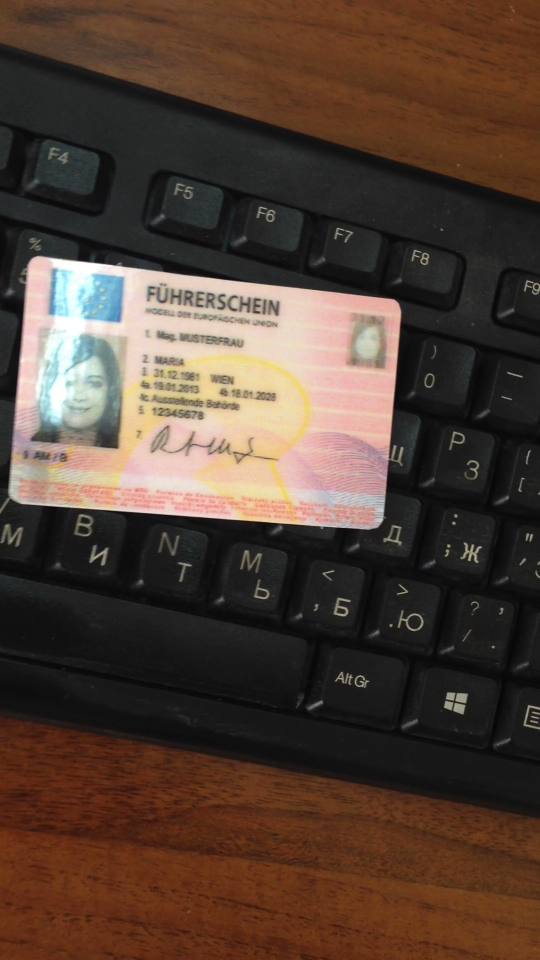 F4
F5
F6
F7
F8
F9
%
5
FÜHRERSCHEIN
MODELL DER EUROPÄISCHEN UNION
1. Mag. MUSTERFRAU
2. MARIA
3. 31.12.1981 WIEN
4a. 19.01.2013 4b. 18.01.2028
4c. Ausstellende Behörde
5. 12345678
7.
9. AM / B
)
0
—
Щ
P
З
[
М
B
И
N
Т
M
Ь
<
, Б
>
. Ю
Д
:
; Ж
"
? ,
/ .
Alt Gr